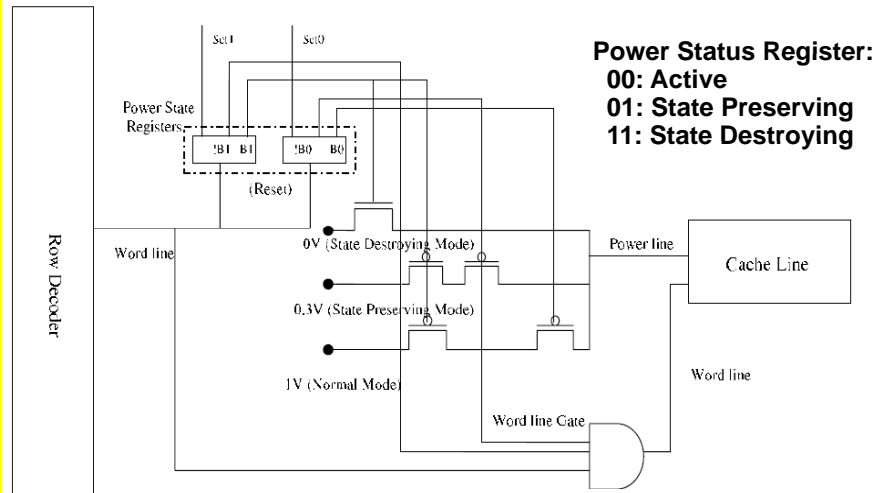 Set1
Set0
Power Status Register:
00: Active
01: State Preserving
11: State Destroying
Power State
Registers
!B1 B1
!B0 B0
(Reset)
Row Decoder
Word line
0V (State Destroying Mode)
Power line
Cache Line
0.3V (State Preserving Mode)
1V (Normal Mode)
Word line
Word line Gate